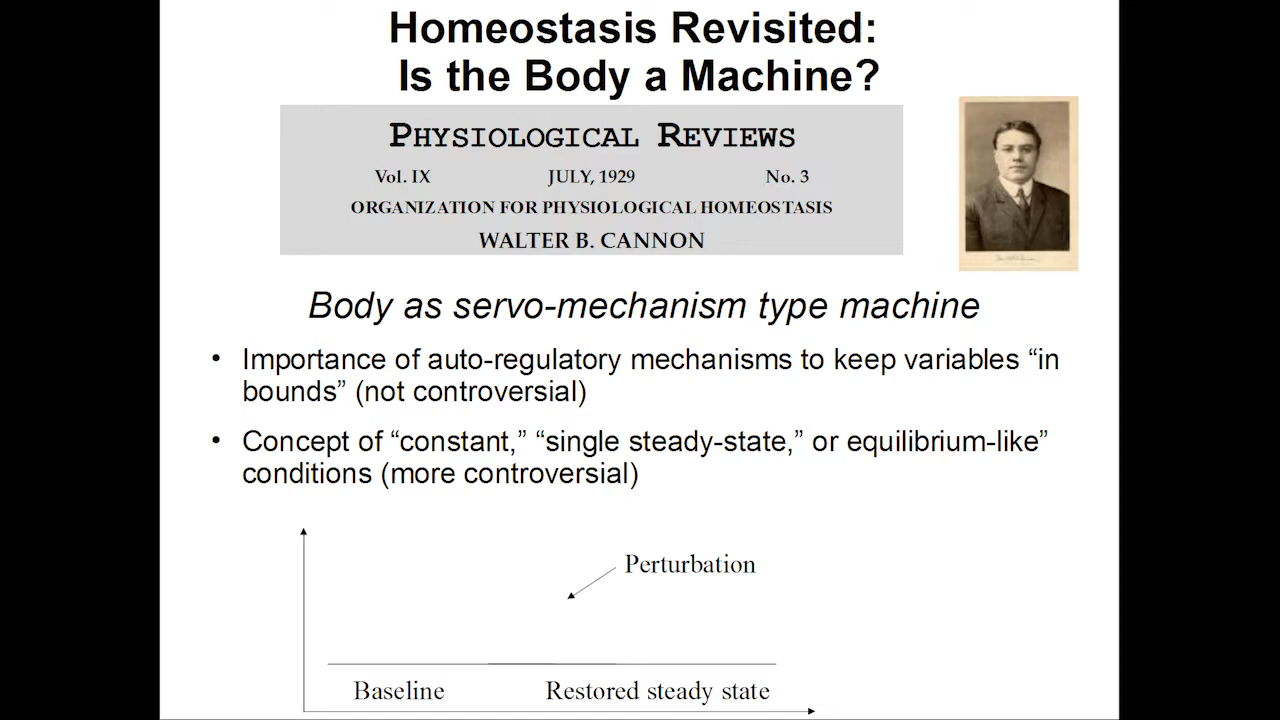 Homeostasis Revisited:
Is the Body a Machine?
PHYSIOLOGICAL REVIEWS
Vol. IX JULY, 1929 No. 3
ORGANIZATION FOR PHYSIOLOGICAL HOMEOSTASIS
WALTER B. CANNON
Body as servo-mechanism type machine
• Importance of auto-regulatory mechanisms to keep variables “in
bounds” (not controversial)
• Concept of “constant,” “single steady-state,” or equilibrium-like”
conditions (more controversial)
Perturbation
Baseline Restored steady state